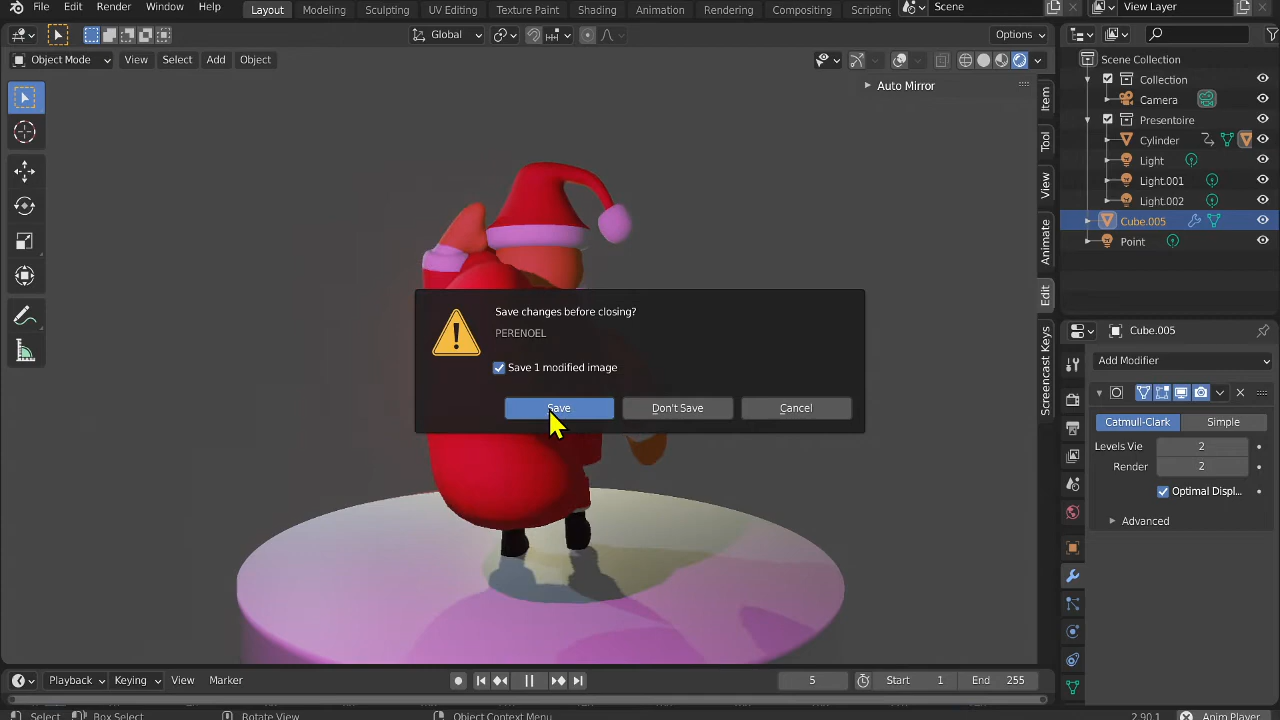 File Edit Render Window Help Layout Modeling Sculpting UV Editing Texture Paint Shading Animation Rendering Compositing Scripting Scene View Layer
Global Options
Object Mode View Select Add Object
Auto Mirror
Item
Tool
View
Animate
Edit
Screencast Keys
Scene Collection
Collection
Camera
Presentoire
Cylinder
Light
Light.001
Light.002
Cube.005
Point
Save changes before closing?
PERENOEL
Save 1 modified image
Save Don't Save Cancel
Cube.005
Add Modifier
Catmull-Clark Simple
Levels Vie 2
Render 2
Optimal Displ...
Advanced
Playback Keying View Marker 5 Start 1 End 255
Select Box Select Rotate View Object Context Menu 2.90.1 Anim Player